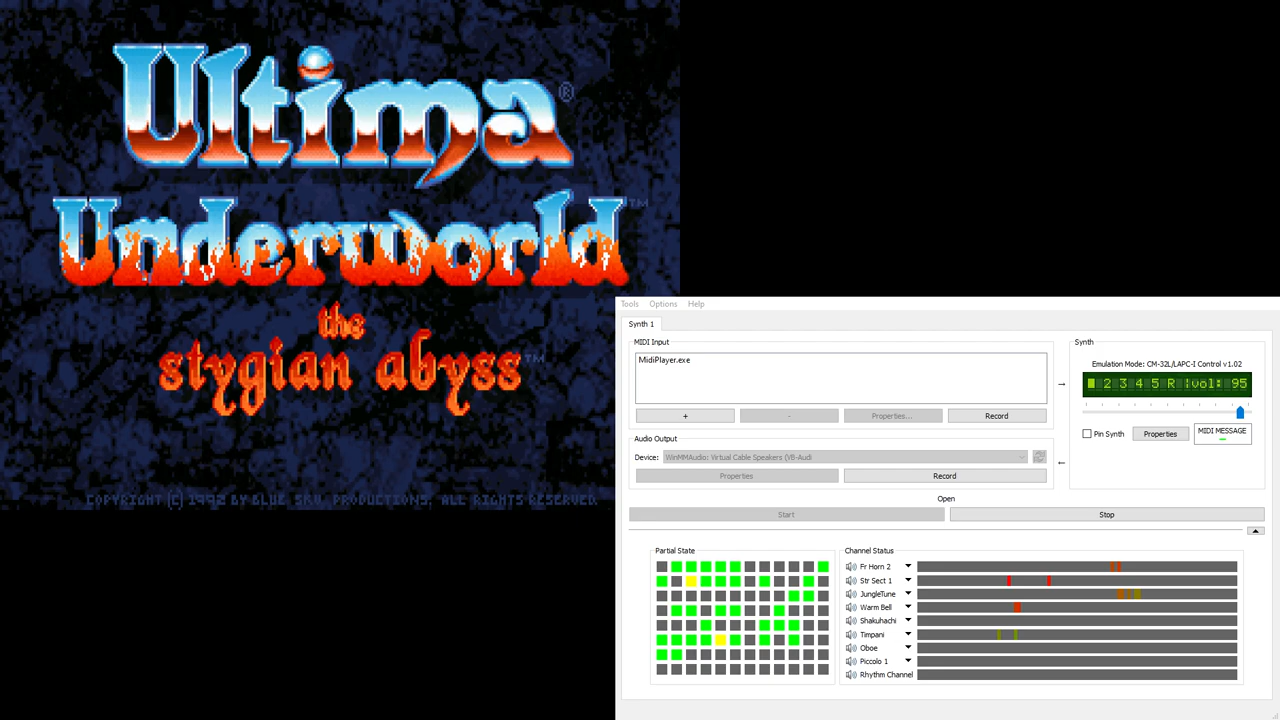 Ultima®
Underworld™
the
stygian abyss™
COPYRIGHT (C) 1992 BY BLUE SKY PRODUCTIONS. ALL RIGHTS RESERVED.
Tools Options Help
Synth 1
MIDI Input
MidiPlayer.exe
+ - Properties... Record
Audio Output
Device: WinMMAudio: Virtual Cable Speakers (VB-Audi
Properties Record
Synth
Emulation Mode: CM-32L/LAPC-I Control v1.02
2 3 4 5 R |vol: 95
Pin Synth Properties MIDI MESSAGE
Open
Start Stop
Partial State
Channel Status
Fr Horn 2
Str Sect 1
JungleTune
Warm Bell
Shakuhachi
Timpani
Oboe
Piccolo 1
Rhythm Channel